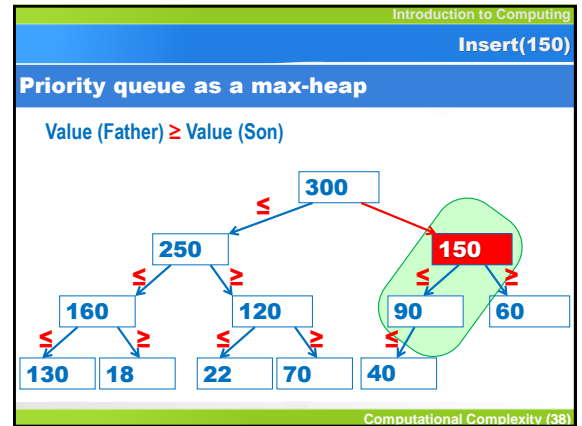 Introduction to Computing
Insert(150)
Priority queue as a max-heap
Value (Father) ≥ Value (Son)
300
≤
250
150
≤ ≥ ≤ ≥
160 120 90 60
≤ ≥ ≤ ≥ ≤
130 18 22 70 40
Computational Complexity (38)